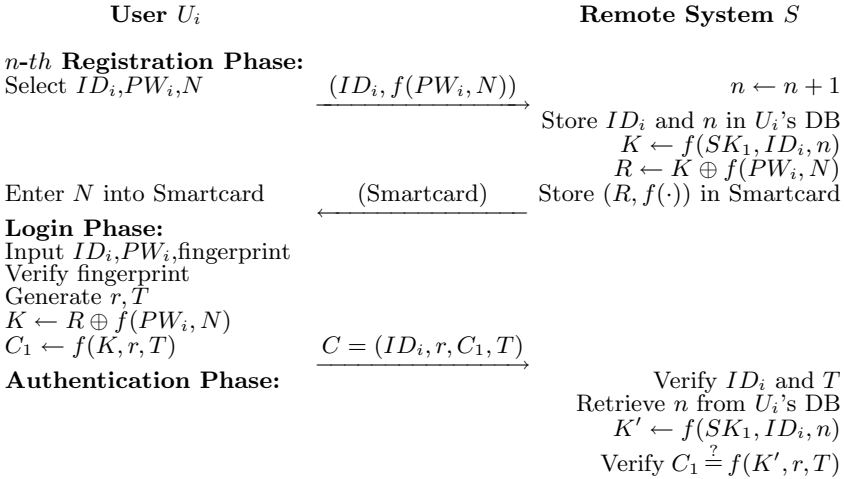 User U_i Remote System S
n-th Registration Phase:
Select ID_i,PW_i,N (ID_i, f(PW_i, N)) n ← n + 1
Store ID_i and n in U_i's DB
K ← f(SK_1, ID_i, n)
R ← K ⊕ f(PW_i, N)
Enter N into Smartcard (Smartcard) Store (R, f(·)) in Smartcard
Login Phase:
Input ID_i,PW_i,fingerprint
Verify fingerprint
Generate r, T
K ← R ⊕ f(PW_i, N)
C_1 ← f(K, r, T) C = (ID_i, r, C_1, T)
Authentication Phase: Verify ID_i and T
Retrieve n from U_i's DB
K′ ← f(SK_1, ID_i, n)
Verify C_1 ≟ f(K′, r, T)